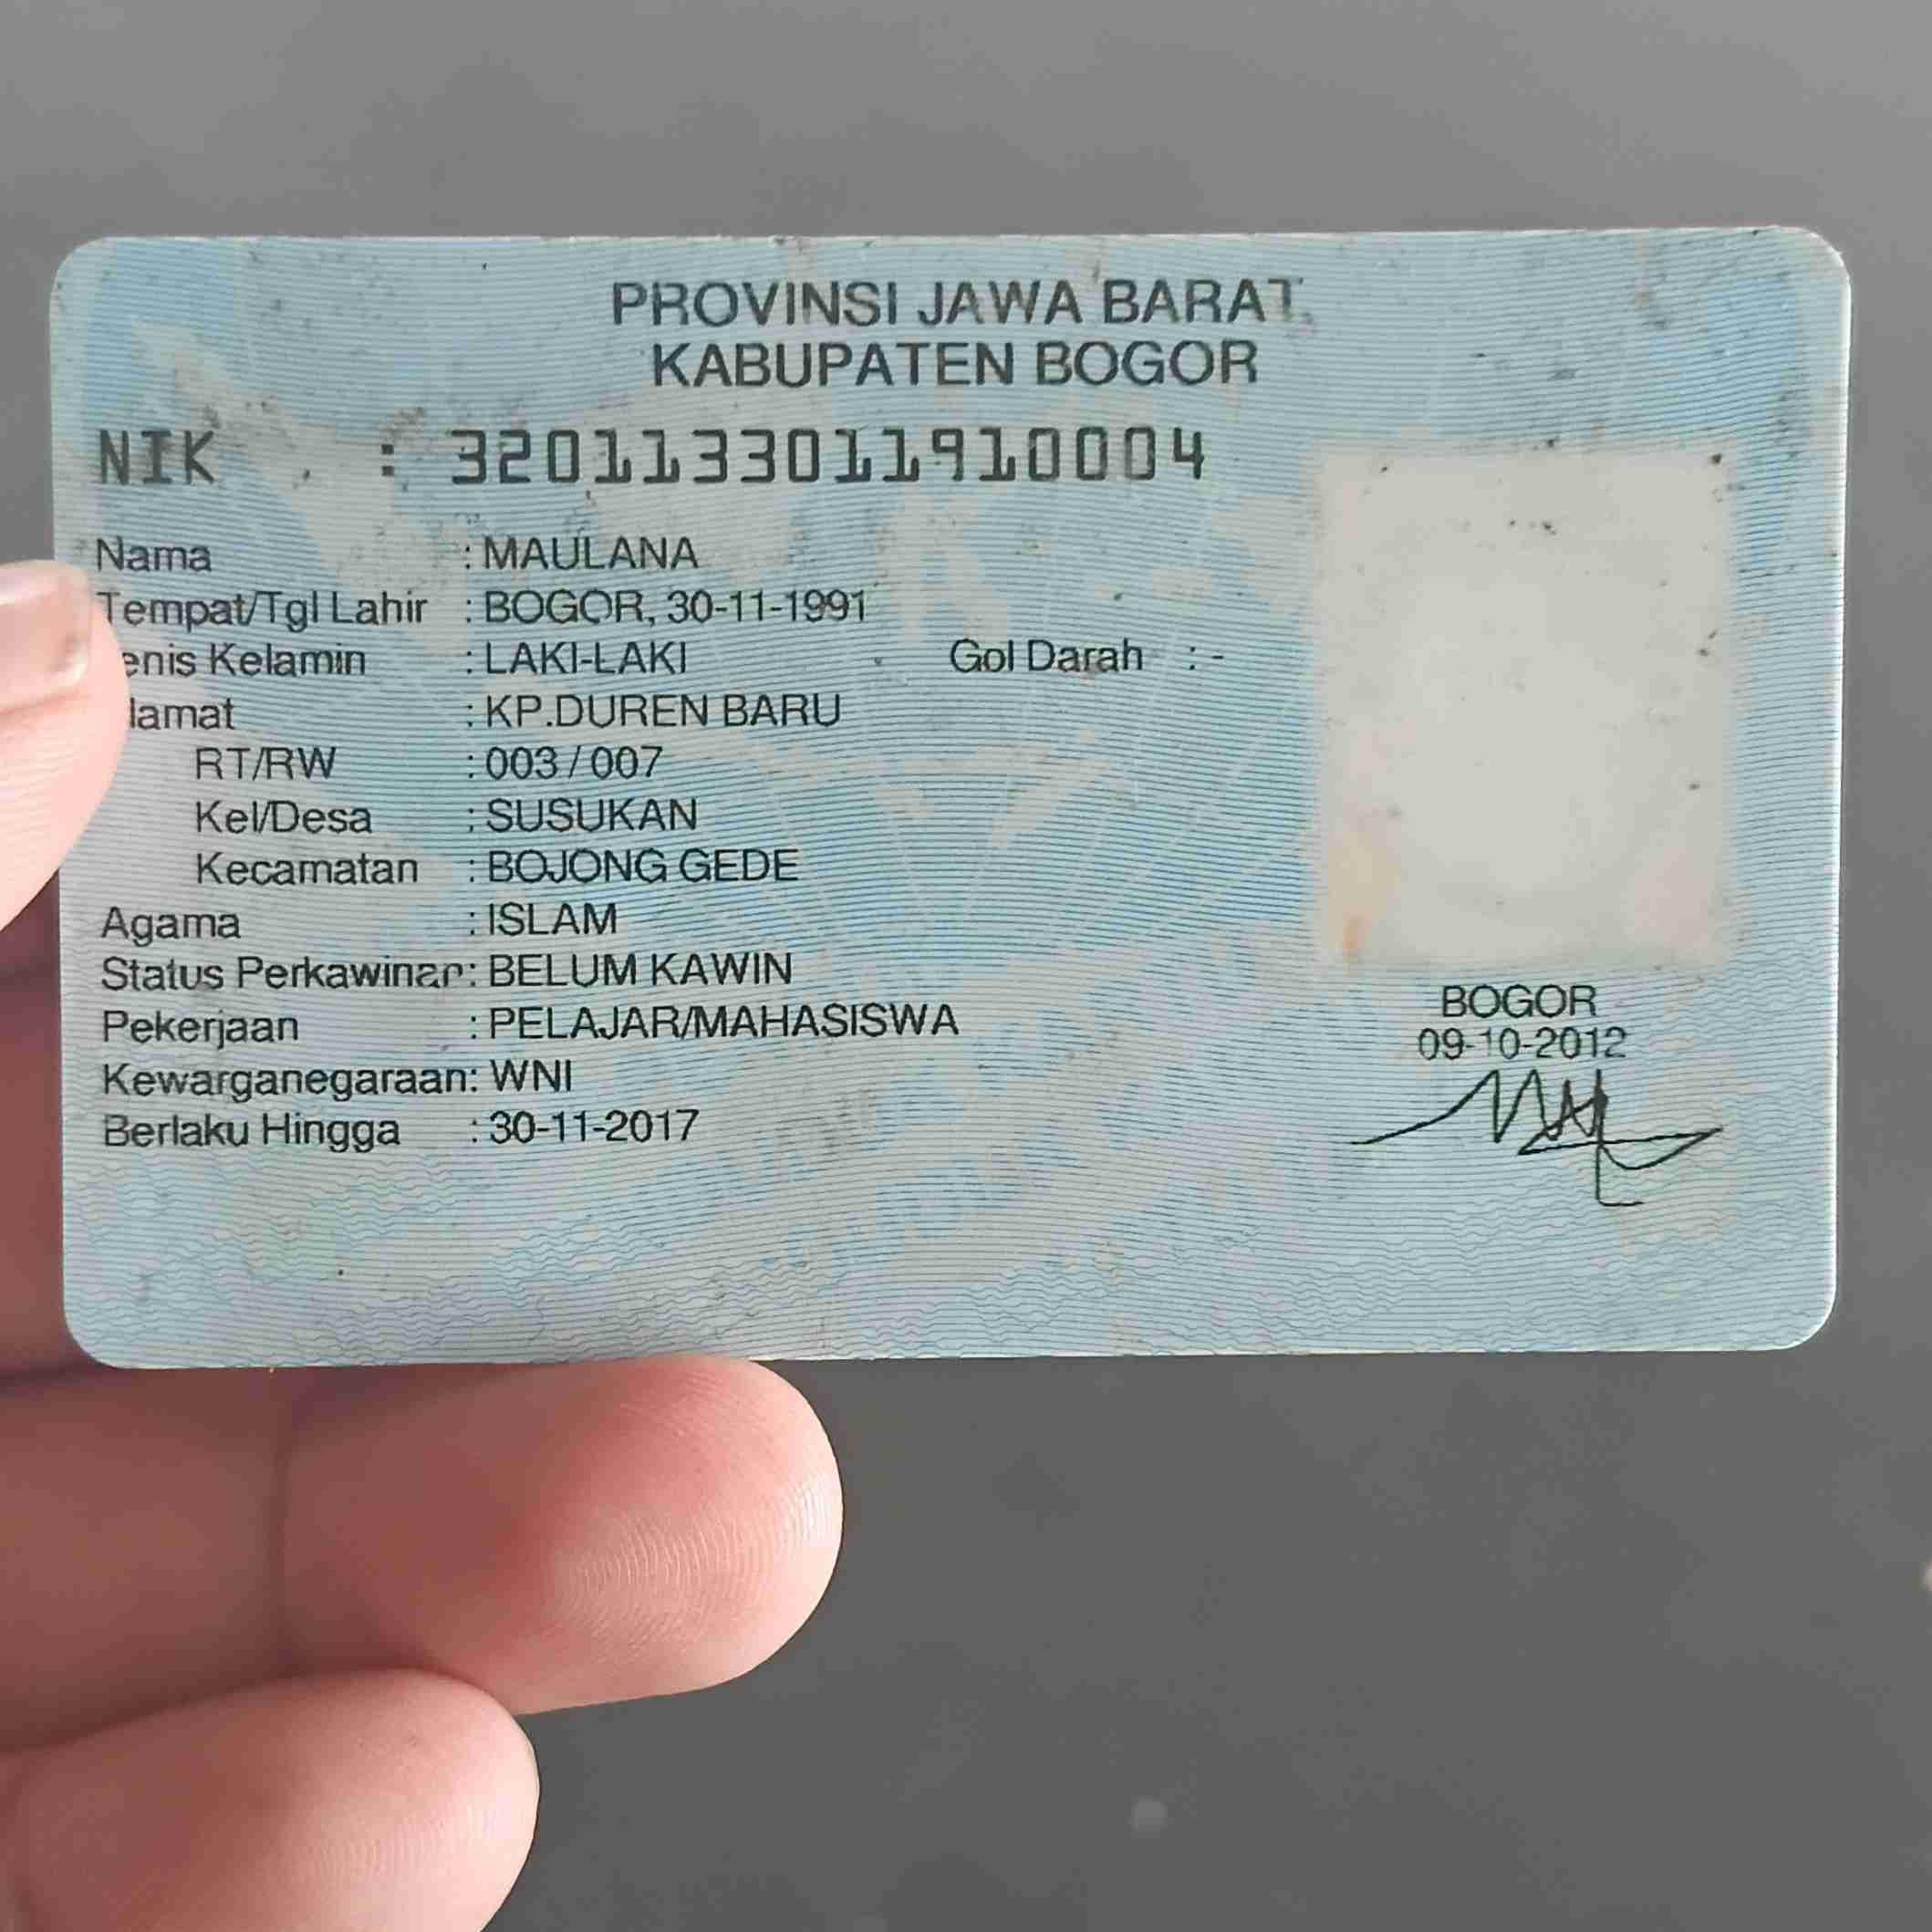 PROVINSI JAWA BARAT
KABUPATEN BOGOR
NIK : 3201133011910004
Nama : MAULANA
Tempat/Tgl Lahir : BOGOR, 30-11-1991
enis Kelamin : LAKI-LAKI Gol Darah : -
lamat : KP.DUREN BARU
RT/RW : 003 / 007
Kel/Desa : SUSUKAN
Kecamatan : BOJONG GEDE
Agama : ISLAM
Status Perkawinan: BELUM KAWIN
Pekerjaan : PELAJAR/MAHASISWA
Kewarganegaraan: WNI
Berlaku Hingga : 30-11-2017
BOGOR
09-10-2012